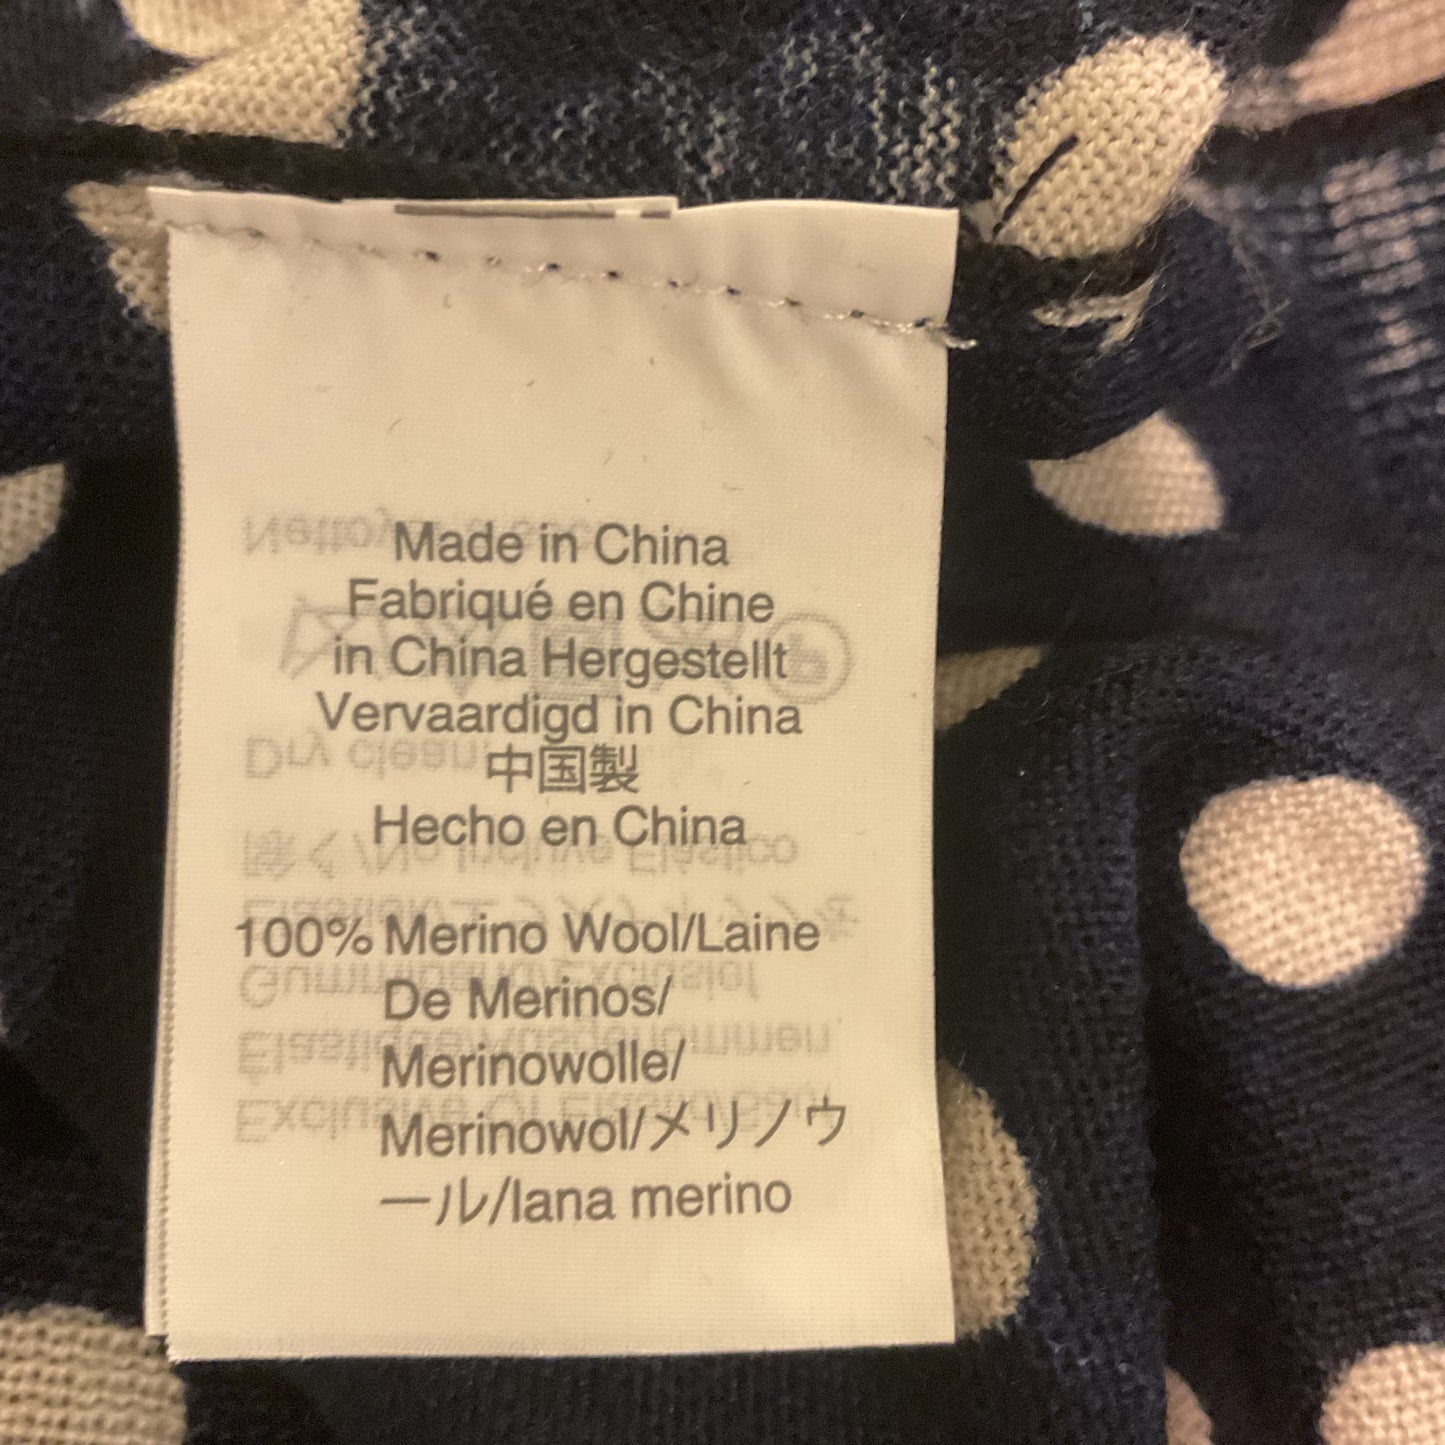 Made in China
Fabriqué en Chine
in China Hergestellt
Vervaardigd in China
中国製
Hecho en China
100% Merino Wool/Laine
De Merinos/
Merinowolle/
Merinowol/メリノウ
ール/lana merino